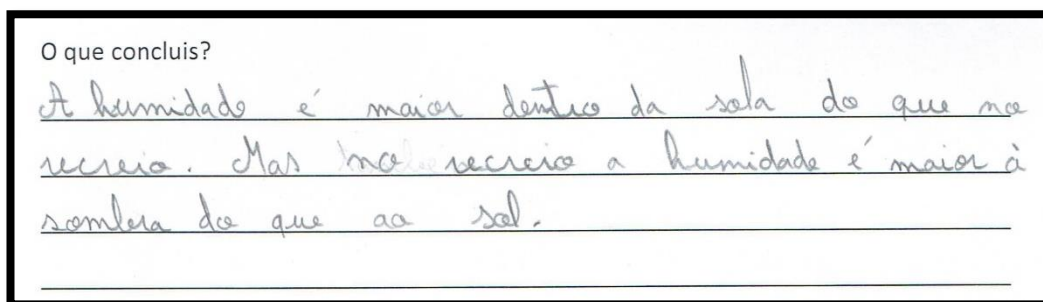 O que concluis?
A humidade é maior dentro da sala do que no
recreio. Mas no recreio a humidade é maior à
sombra do que ao sol.